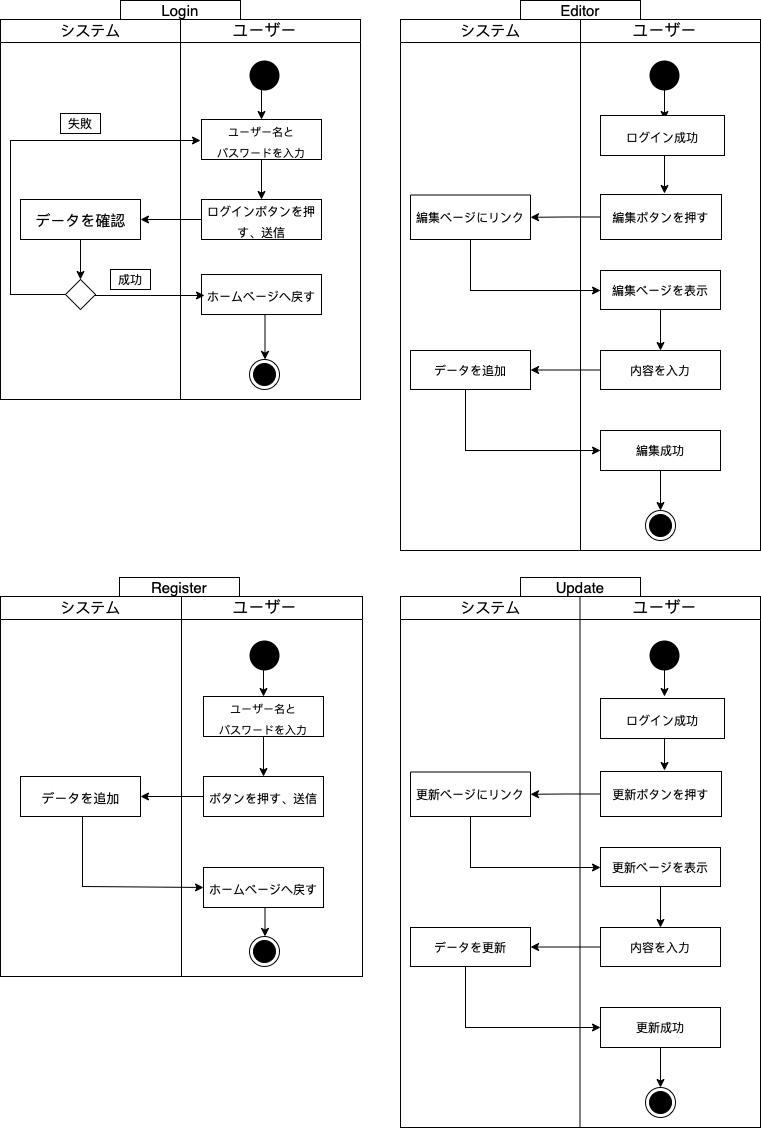 Login
システム
ユーザー
失敗
ユーザー名と
パスワードを入力
データを確認
ログインボタンを押
す、送信
成功
ホームページへ戻す
Editor
システム
ユーザー
ログイン成功
編集ページにリンク
編集ボタンを押す
編集ページを表示
データを追加
内容を入力
編集成功
Register
システム
ユーザー
ユーザー名と
パスワードを入力
データを追加
ボタンを押す、送信
ホームページへ戻す
Update
システム
ユーザー
ログイン成功
更新ページにリンク
更新ボタンを押す
更新ページを表示
データを更新
内容を入力
更新成功